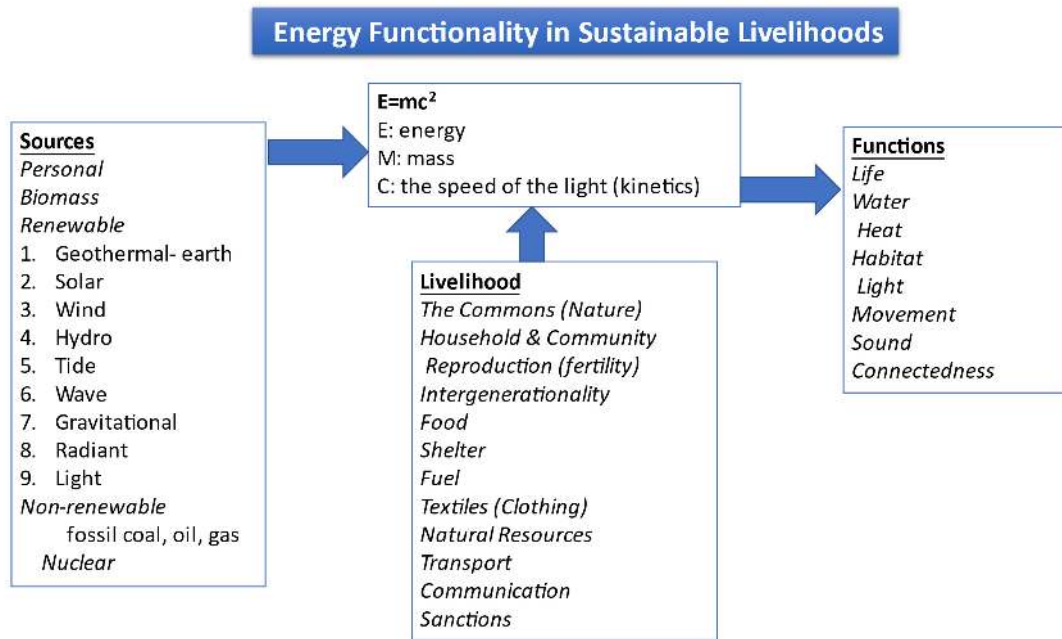 Energy Functionality in Sustainable Livelihoods
Sources
Personal
Biomass
Renewable
1. Geothermal- earth
2. Solar
3. Wind
4. Hydro
5. Tide
6. Wave
7. Gravitational
8. Radiant
9. Light
Non-renewable
fossil coal, oil, gas
Nuclear
E=mc²
E: energy
M: mass
C: the speed of the light (kinetics)
Livelihood
The Commons (Nature)
Household & Community
Reproduction (fertility)
Intergenerationality
Food
Shelter
Fuel
Textiles (Clothing)
Natural Resources
Transport
Communication
Sanctions
Functions
Life
Water
Heat
Habitat
Light
Movement
Sound
Connectedness